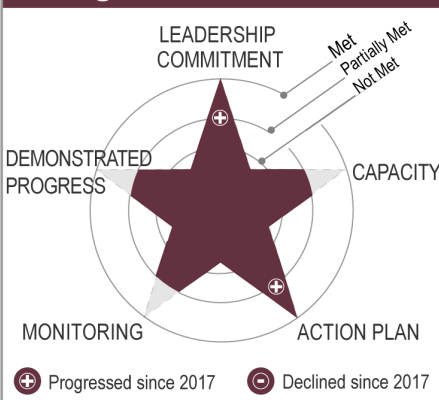 LEADERSHIP
COMMITMENT
Met
Partially Met
Not Met
DEMONSTRATED
PROGRESS
CAPACITY
MONITORING
ACTION PLAN
Progressed since 2017
Declined since 2017